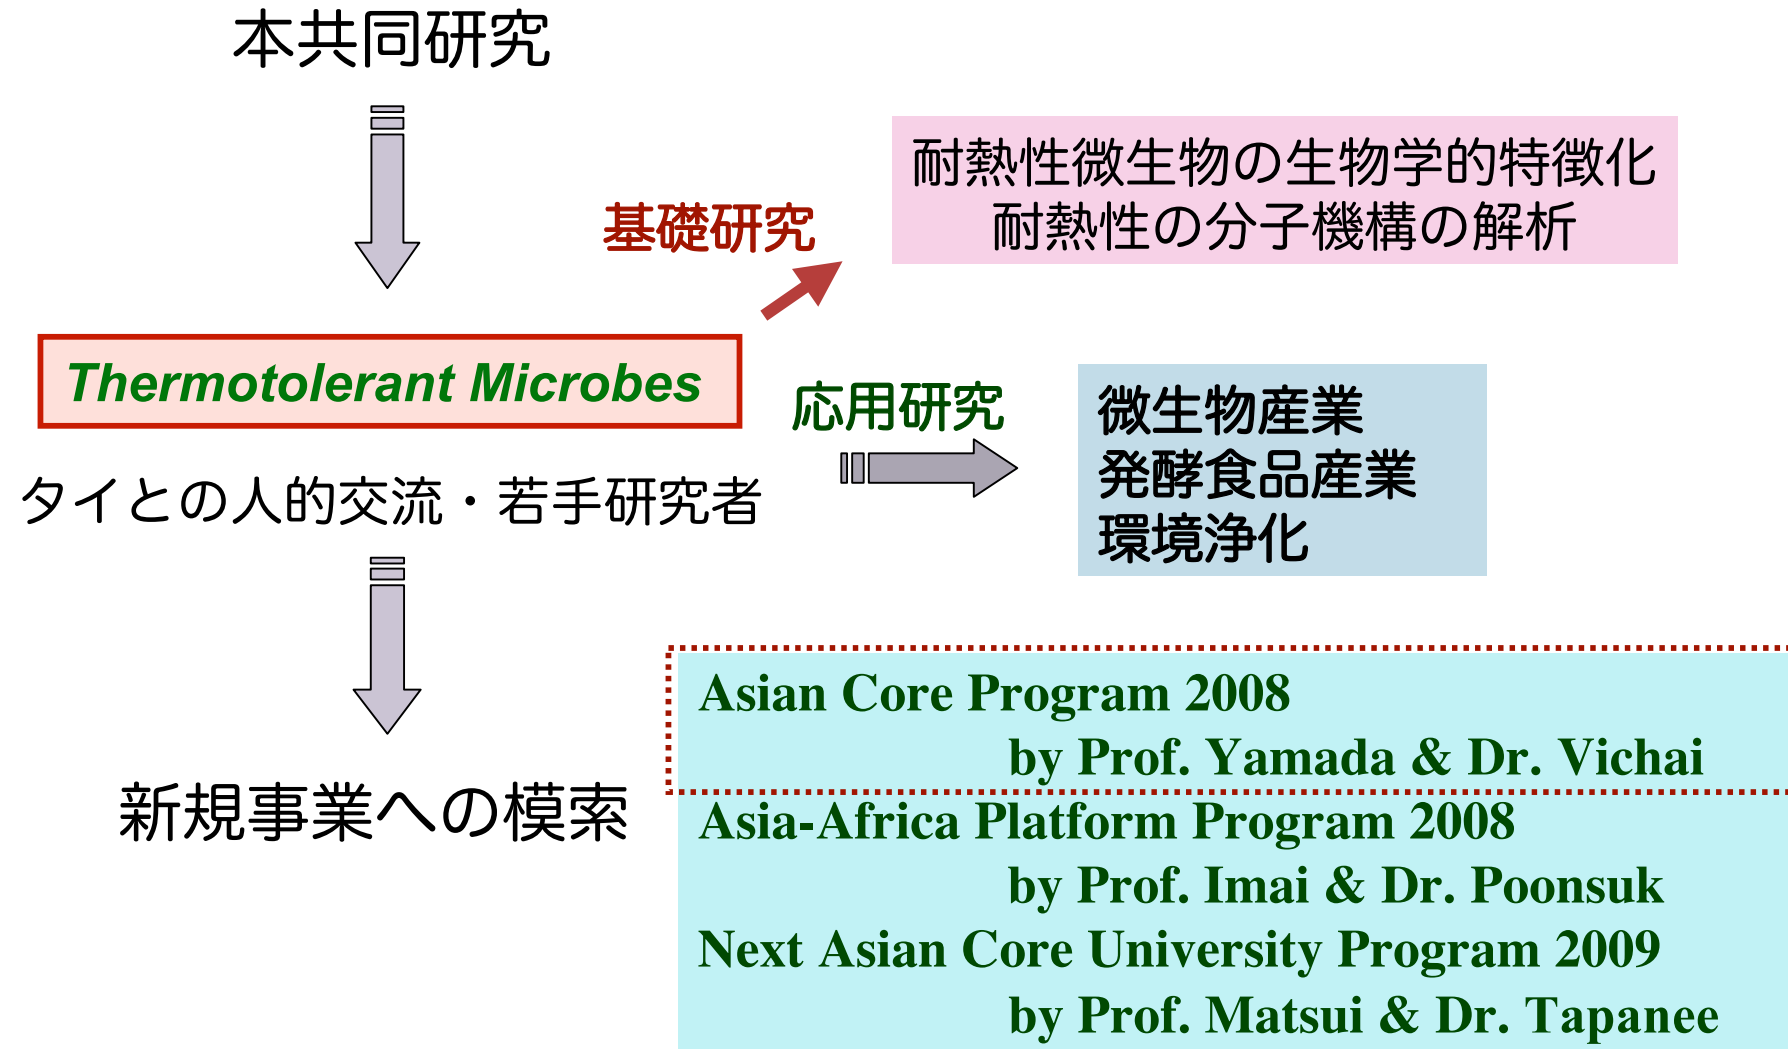 本共同研究
耐熱性微生物の生物学的特徴化
耐熱性の分子機構の解析
基礎研究
Thermotolerant Microbes
応用研究
微生物産業
発酵食品産業
環境浄化
タイとの人的交流・若手研究者
新規事業への模索
Asian Core Program 2008
by Prof. Yamada & Dr. Vichai
Asia-Africa Platform Program 2008
by Prof. Imai & Dr. Poonsuk
Next Asian Core University Program 2009
by Prof. Matsui & Dr. Tapanee